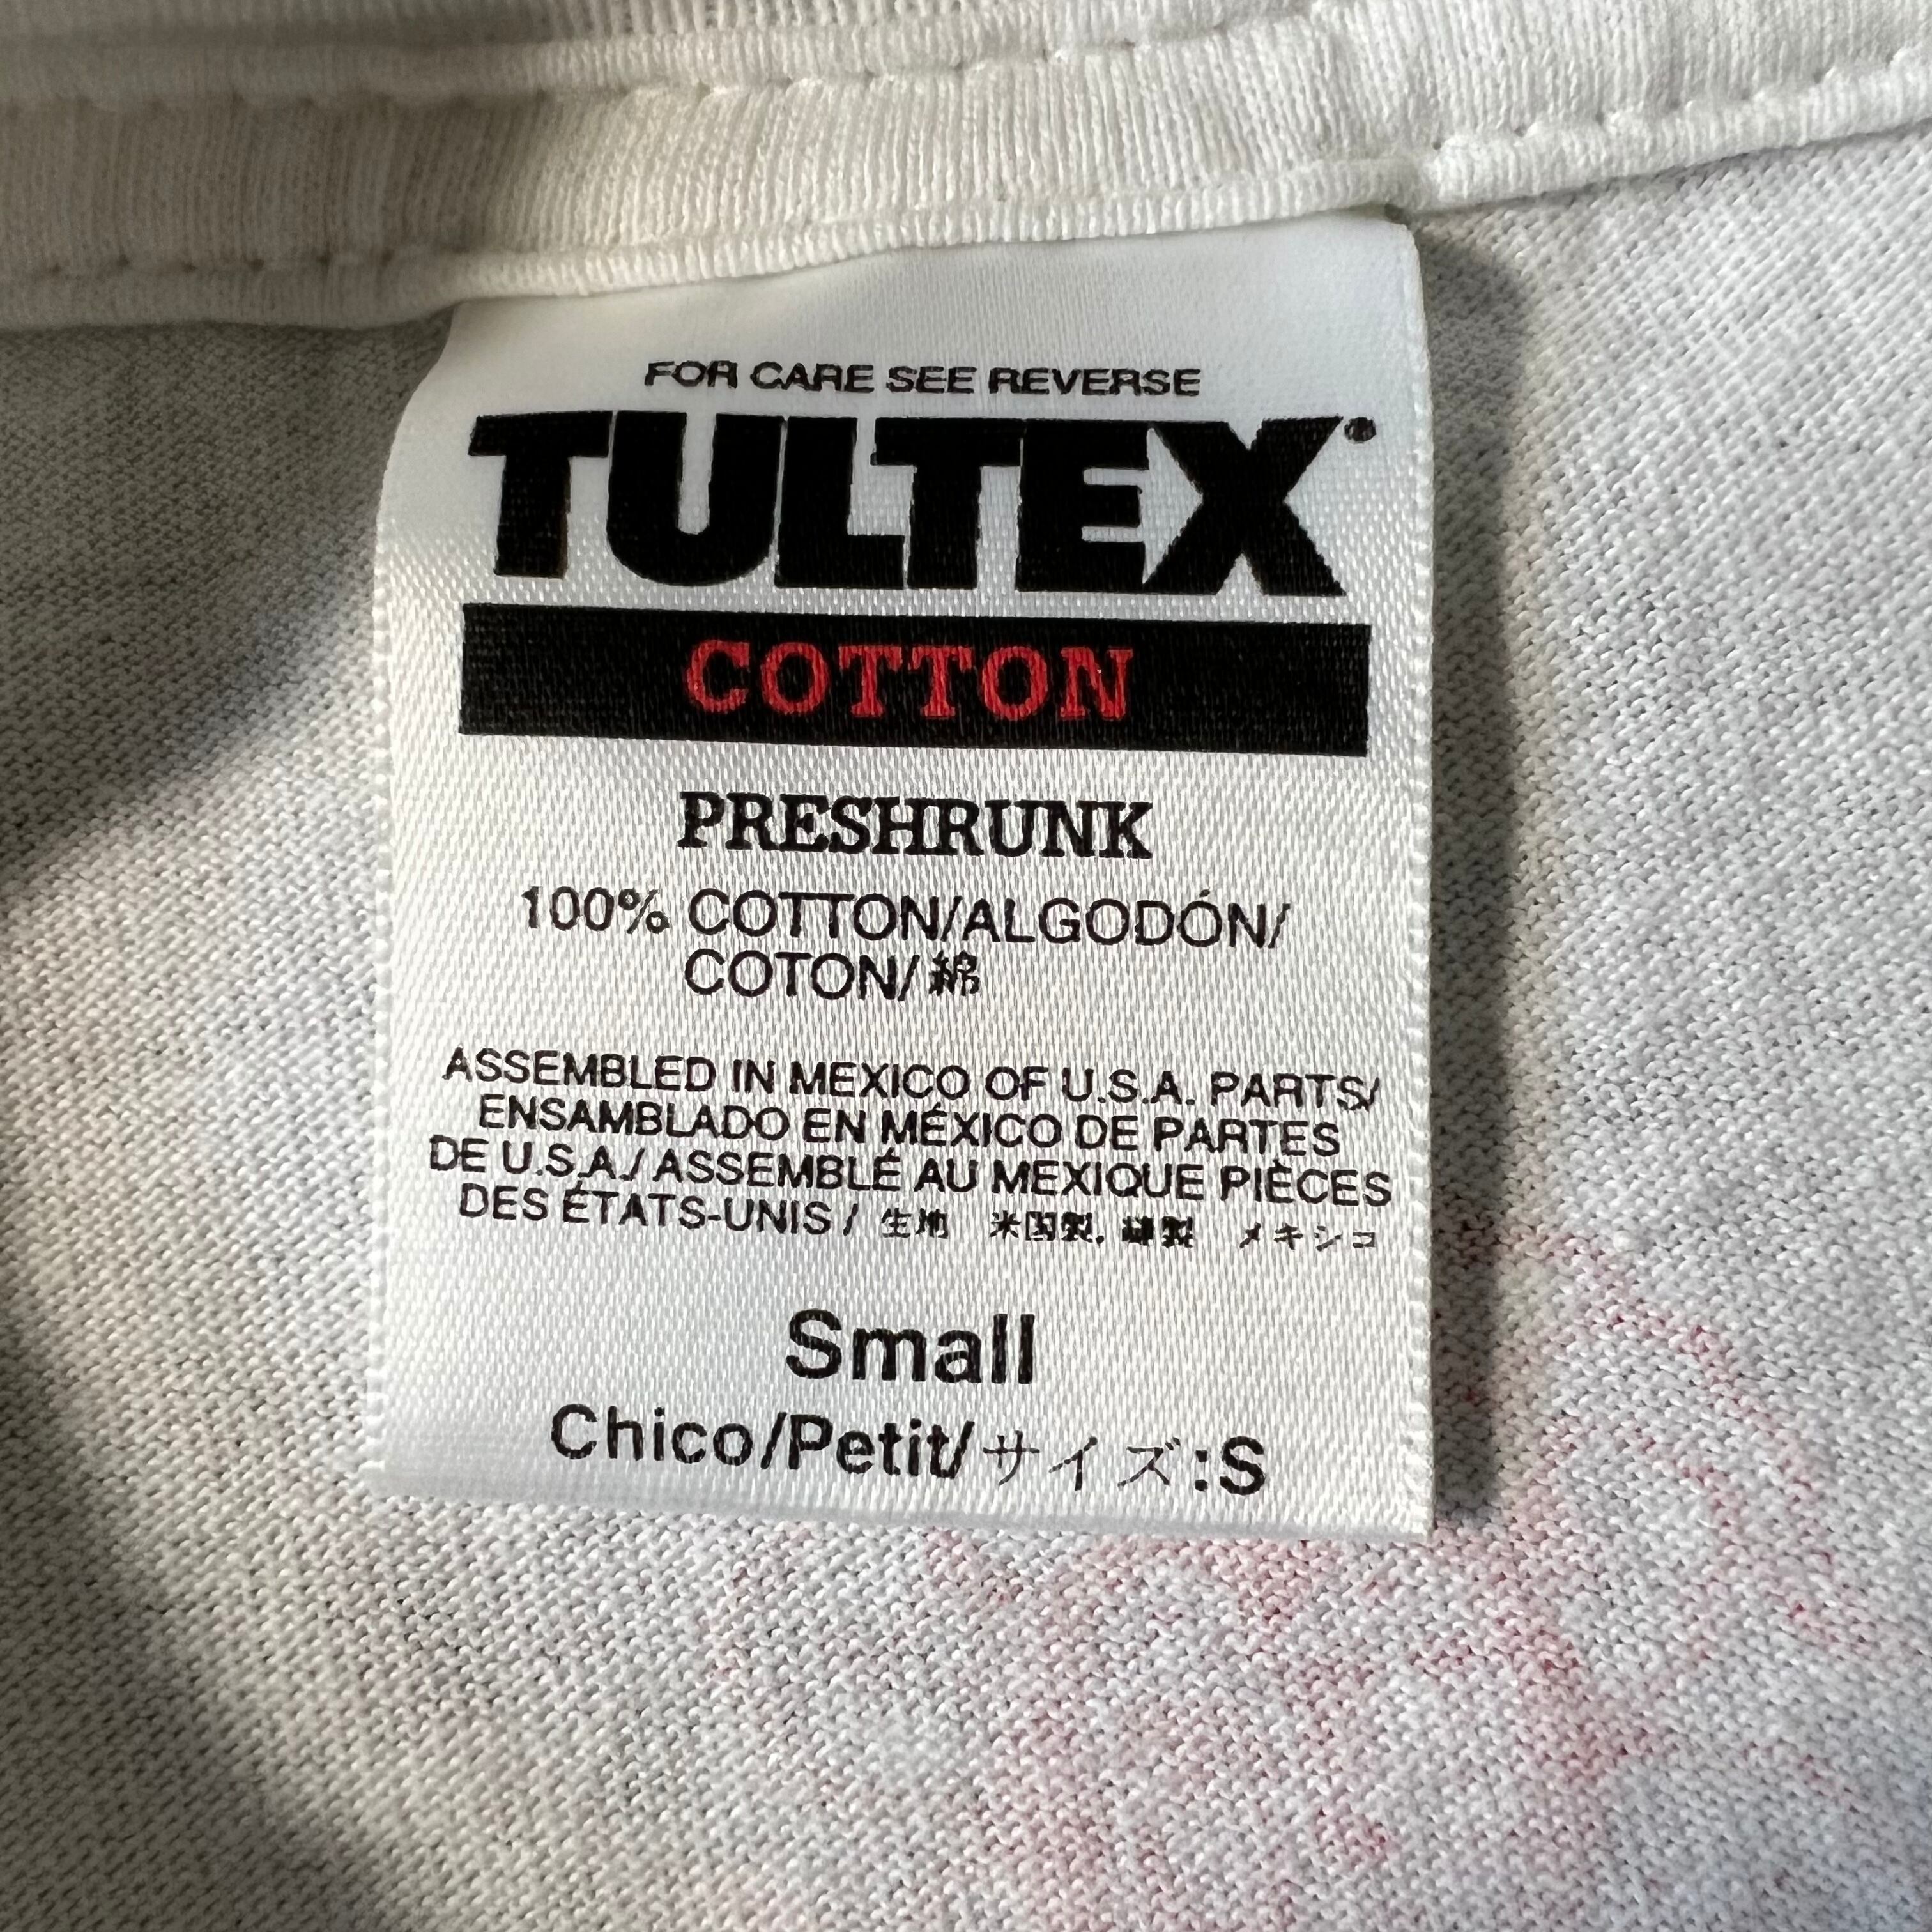 FOR CARE SEE REVERSE
TULTEX®
COTTON
PRESHRUNK
100% COTTON/ALGODÓN/
COTON/綿
ASSEMBLED IN MEXICO OF U.S.A. PARTS/
ENSAMBLADO EN MÉXICO DE PARTES
DE U.S.A./ASSEMBLÉ AU MEXIQUE PIÈCES
DES ÉTATS-UNIS/ 生地 米国製, 縫製 メキシコ
Small
Chico/Petit/サイズ:S